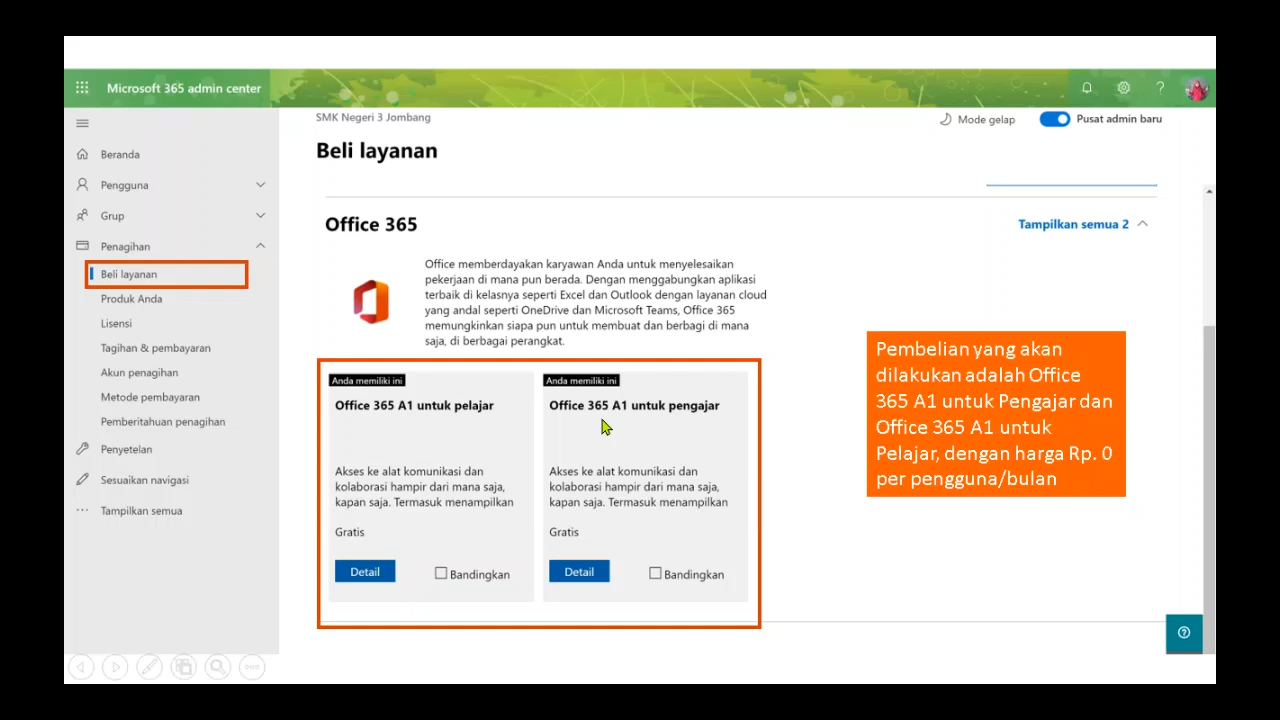 Microsoft 365 admin center
?
SMK Negeri 3 Jombang
Mode gelap
Pusat admin baru
Beli layanan
Beranda
Pengguna
Grup
Penagihan
Beli layanan
Produk Anda
Lisensi
Tagihan & pembayaran
Akun penagihan
Metode pembayaran
Pemberitahuan penagihan
Penyetelan
Sesuaikan navigasi
Tampilkan semua
Office 365
Tampilkan semua 2
Office memberdayakan karyawan Anda untuk menyelesaikan
pekerjaan di mana pun berada. Dengan menggabungkan aplikasi
terbaik di kelasnya seperti Excel dan Outlook dengan layanan cloud
yang andal seperti OneDrive dan Microsoft Teams, Office 365
memungkinkan siapa pun untuk membuat dan berbagi di mana
saja, di berbagai perangkat.
Anda memiliki ini
Office 365 A1 untuk pelajar
Akses ke alat komunikasi dan
kolaborasi hampir dari mana saja,
kapan saja. Termasuk menampilkan
Gratis
Detail
Bandingkan
Anda memiliki ini
Office 365 A1 untuk pengajar
Akses ke alat komunikasi dan
kolaborasi hampir dari mana saja,
kapan saja. Termasuk menampilkan
Gratis
Detail
Bandingkan
Pembelian yang akan
dilakukan adalah Office
365 A1 untuk Pengajar dan
Office 365 A1 untuk
Pelajar, dengan harga Rp. 0
per pengguna/bulan